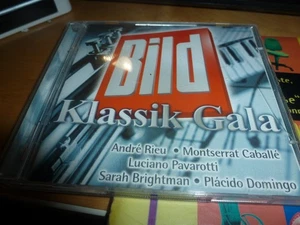 Bild
Klassik-Gala
André Rieu • Montserrat Caballé
Luciano Pavarotti
Sarah Brightman • Plácido Domingo